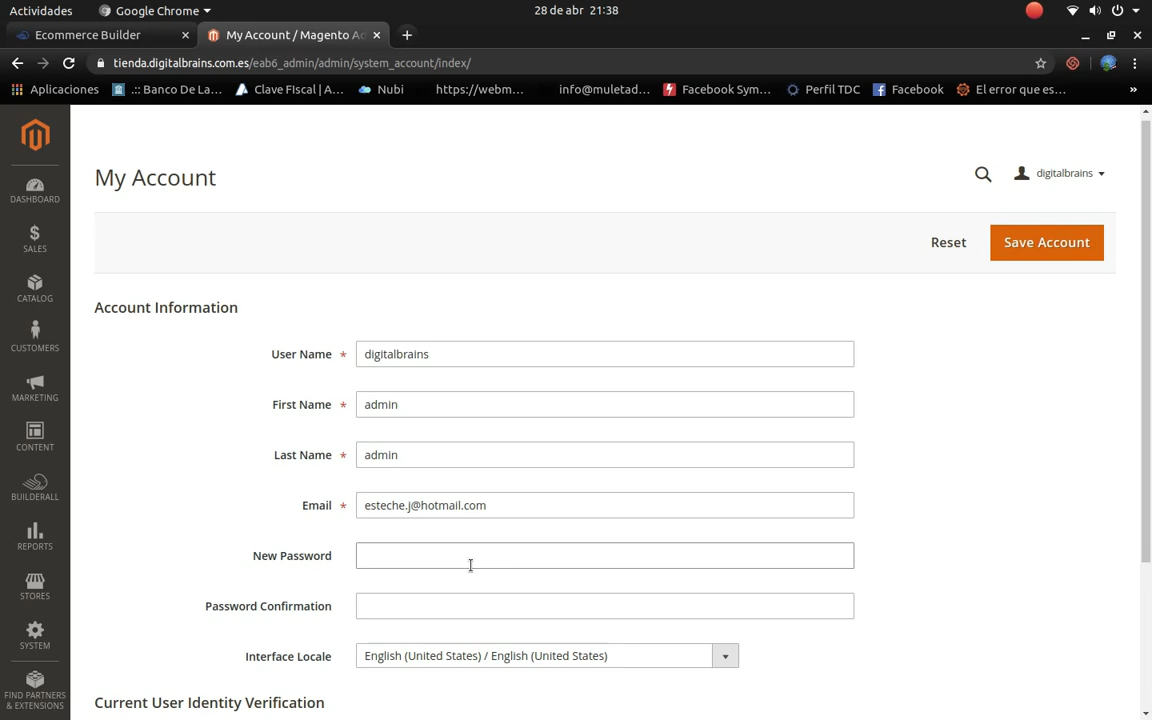 Actividades Google Chrome 28 de abr 21:38
Ecommerce Builder My Account / Magento Ad
tienda.digitalbrains.com.es/eab6_admin/admin/system_account/index/
Aplicaciones .:: Banco De La... Clave FIscal | A... Nubi https://webm... info@muletad... Facebook Sym... Perfil TDC Facebook El error que es... »
My Account
digitalbrains
Reset Save Account
DASHBOARD
SALES
CATALOG
CUSTOMERS
MARKETING
CONTENT
BUILDERALL
REPORTS
STORES
SYSTEM
FIND PARTNERS
& EXTENSIONS
Account Information
User Name * digitalbrains
First Name * admin
Last Name * admin
Email * esteche.j@hotmail.com
New Password
Password Confirmation
Interface Locale English (United States) / English (United States)
Current User Identity Verification